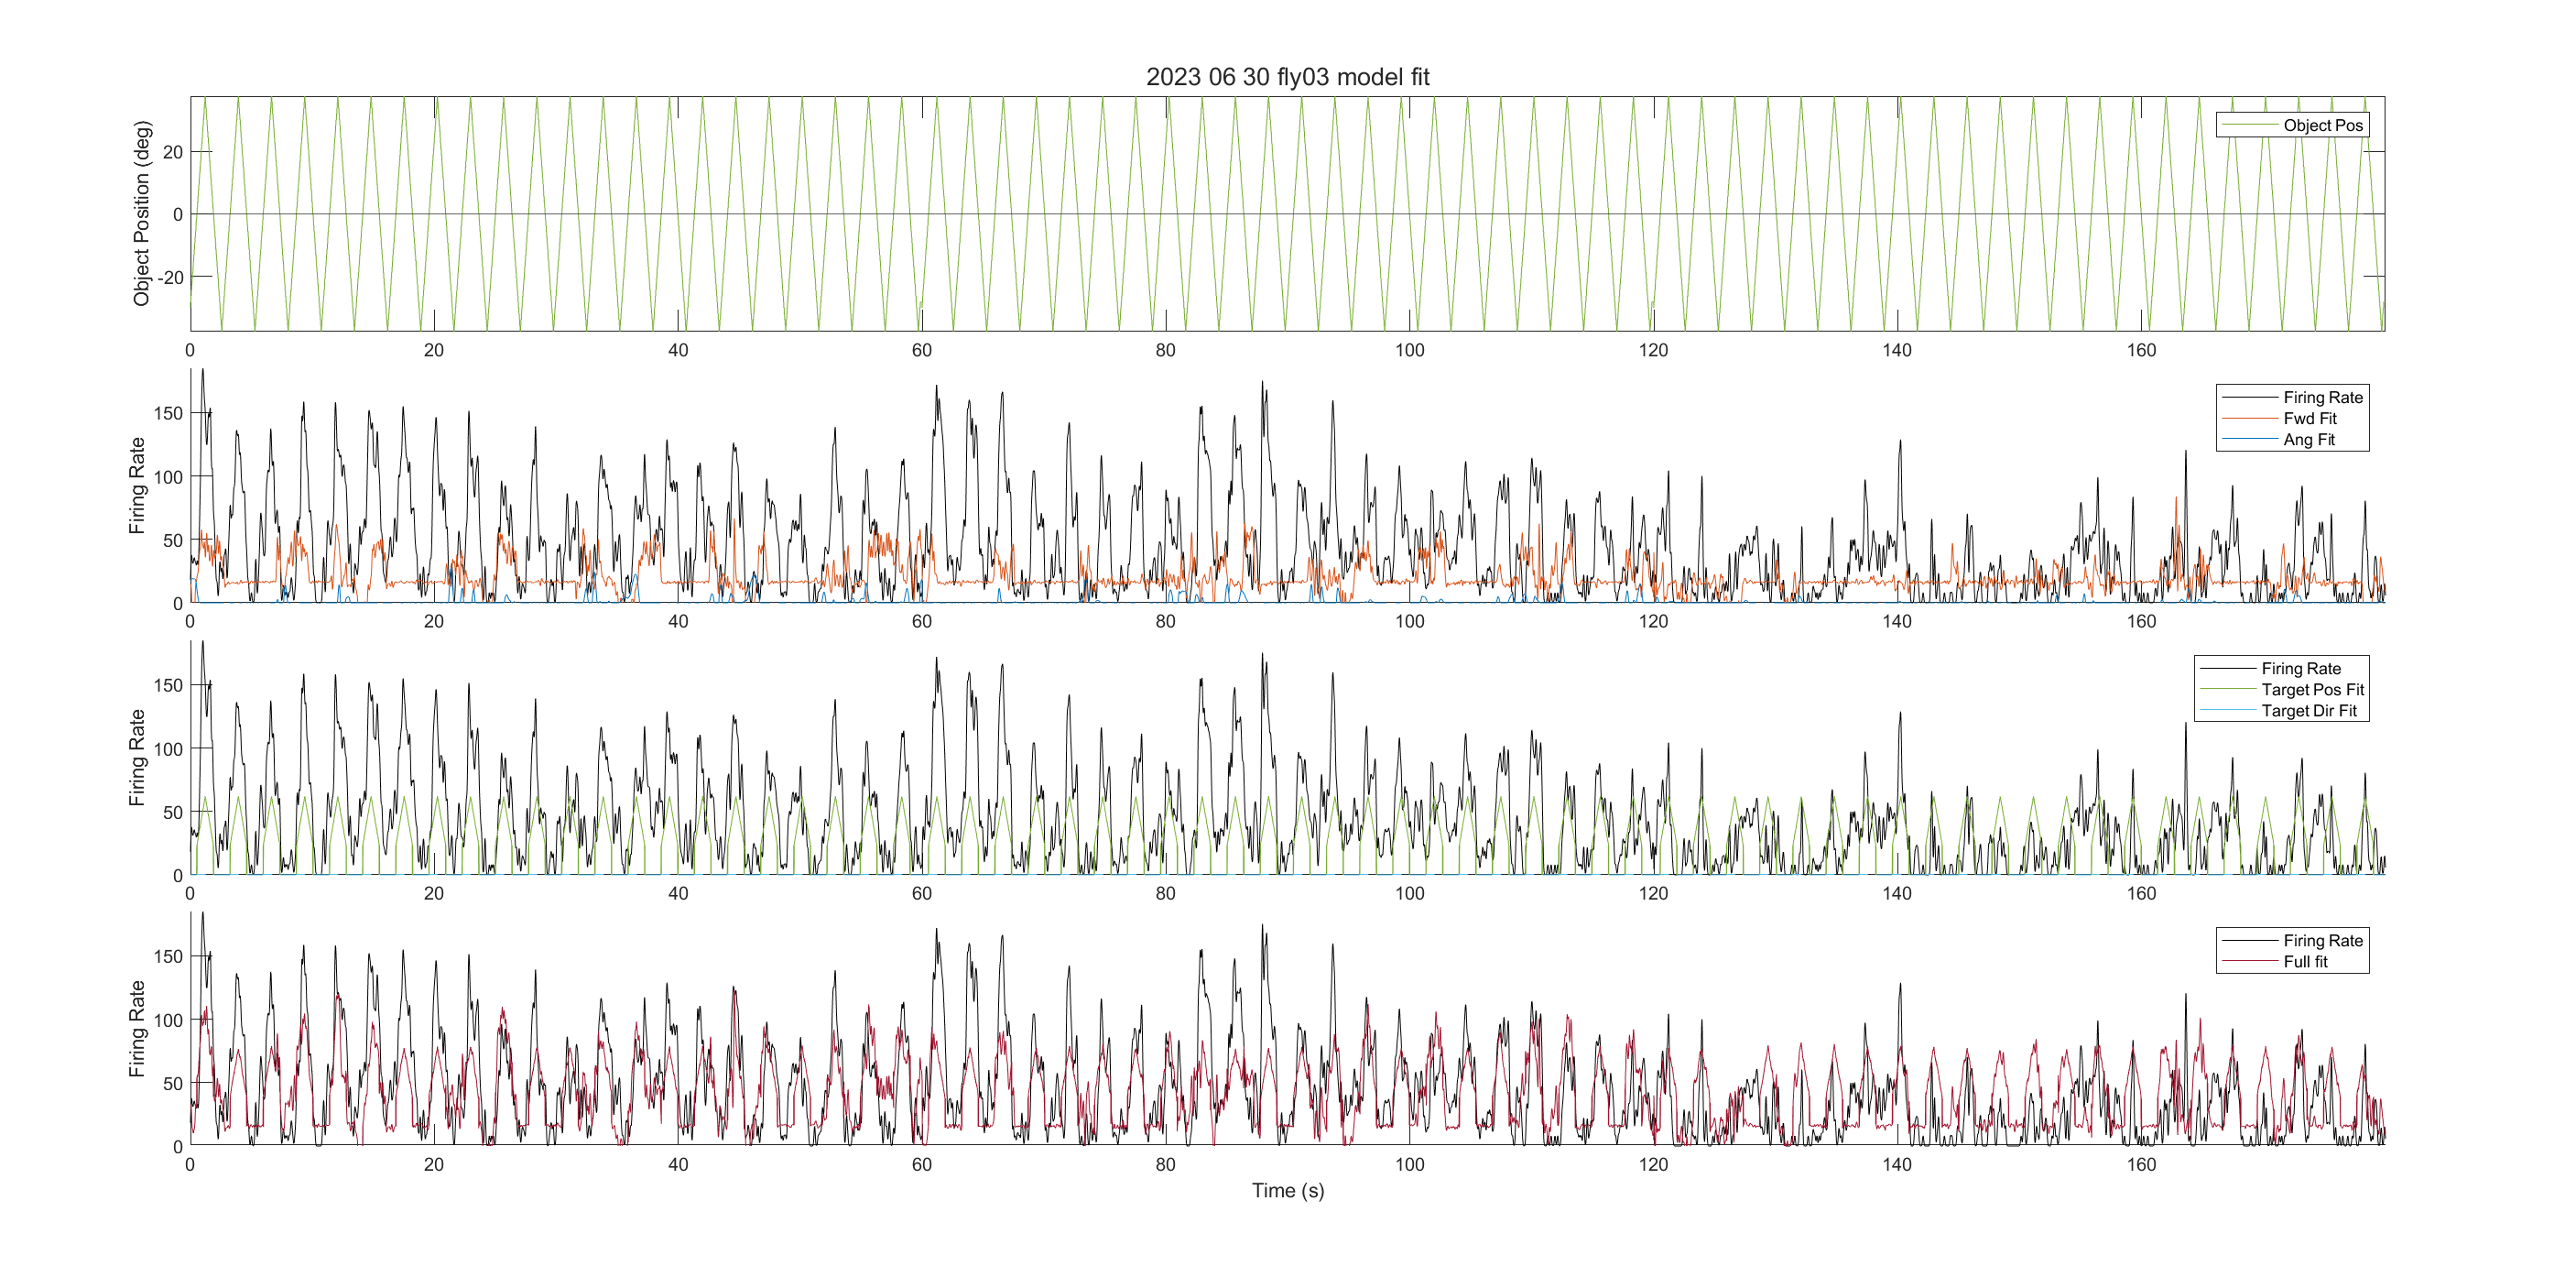 2023 06 30 fly03 model fit
Object Position (deg)
20
0
-20
Object Pos
0 20 40 60 80 100 120 140 160
Firing Rate
150
100
50
0
Firing Rate
Fwd Fit
Ang Fit
0 20 40 60 80 100 120 140 160
Firing Rate
150
100
50
0
Firing Rate
Target Pos Fit
Target Dir Fit
0 20 40 60 80 100 120 140 160
Firing Rate
150
100
50
0
Firing Rate
Full fit
0 20 40 60 80 100 120 140 160
Time (s)